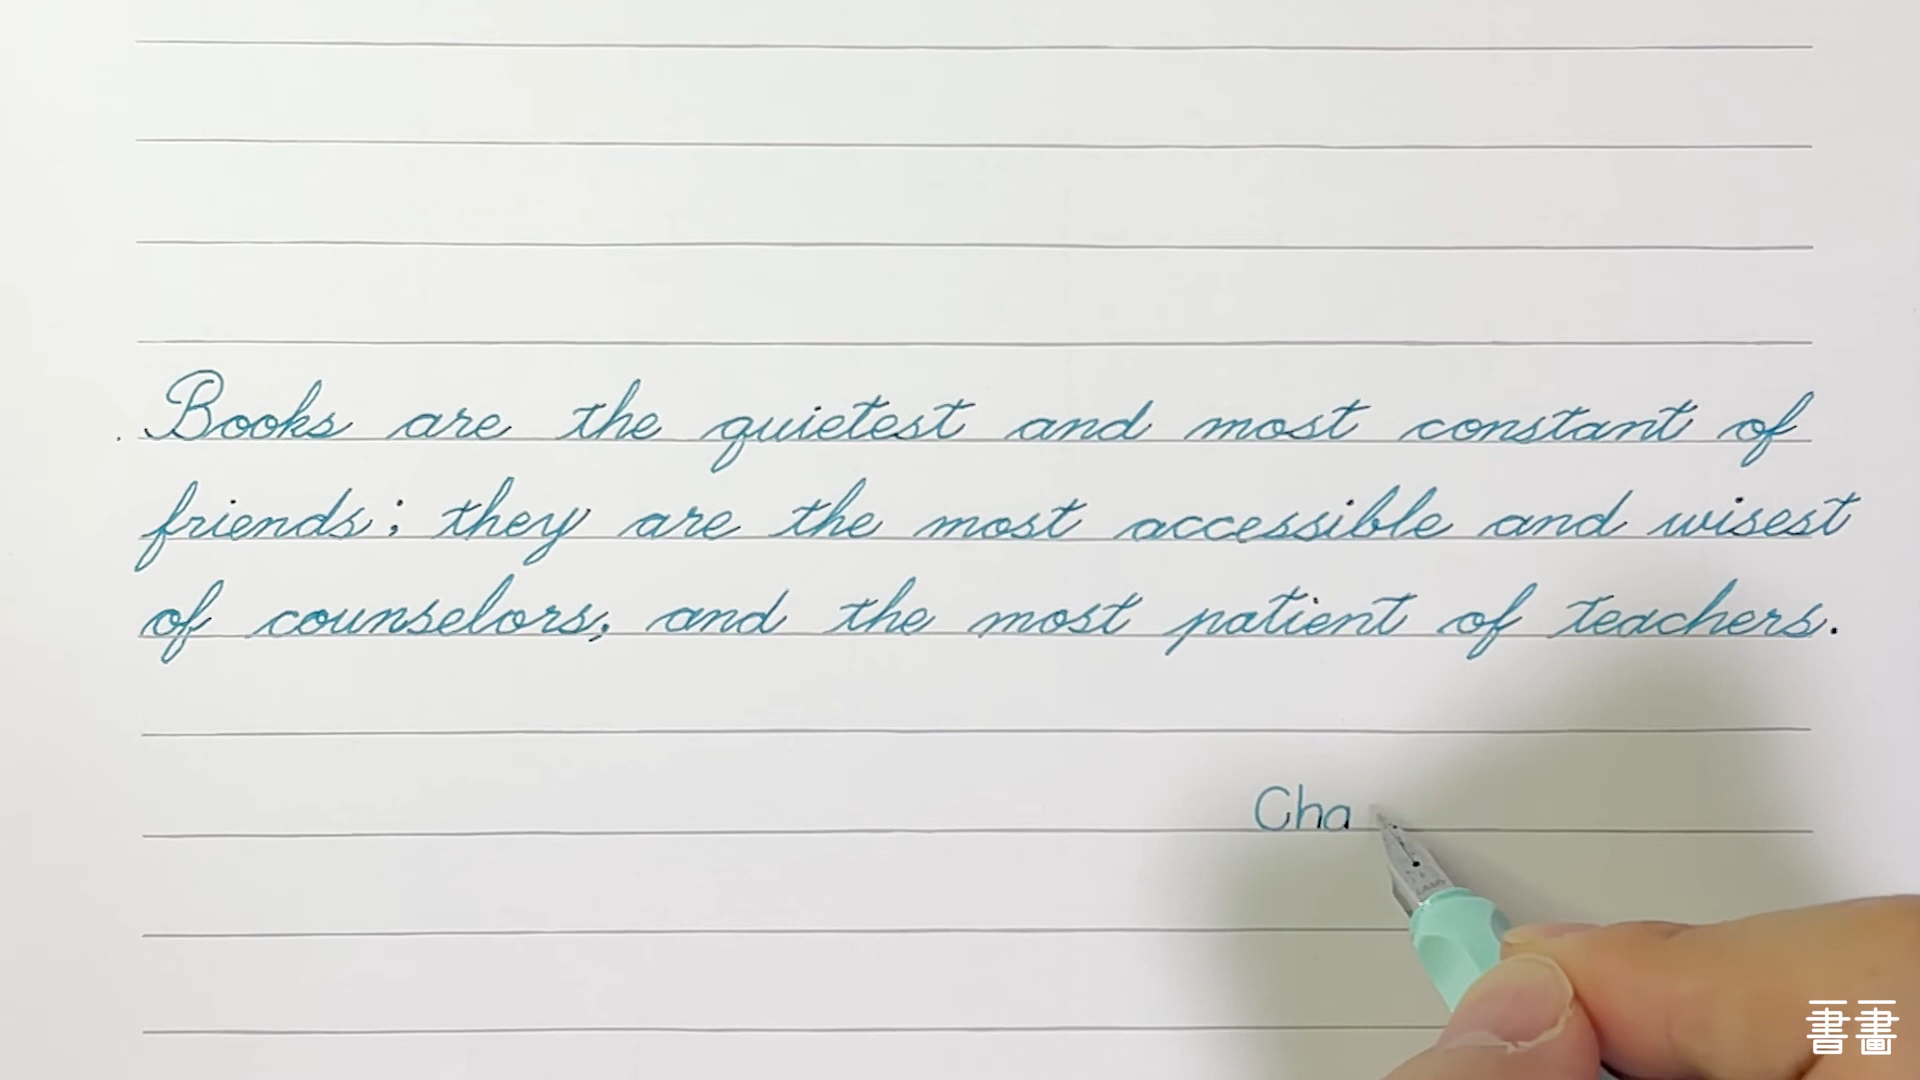 Books are the quietest and most constant of
friends; they are the most accessible and wisest
of counselors, and the most patient of teachers.
Cha
書畫